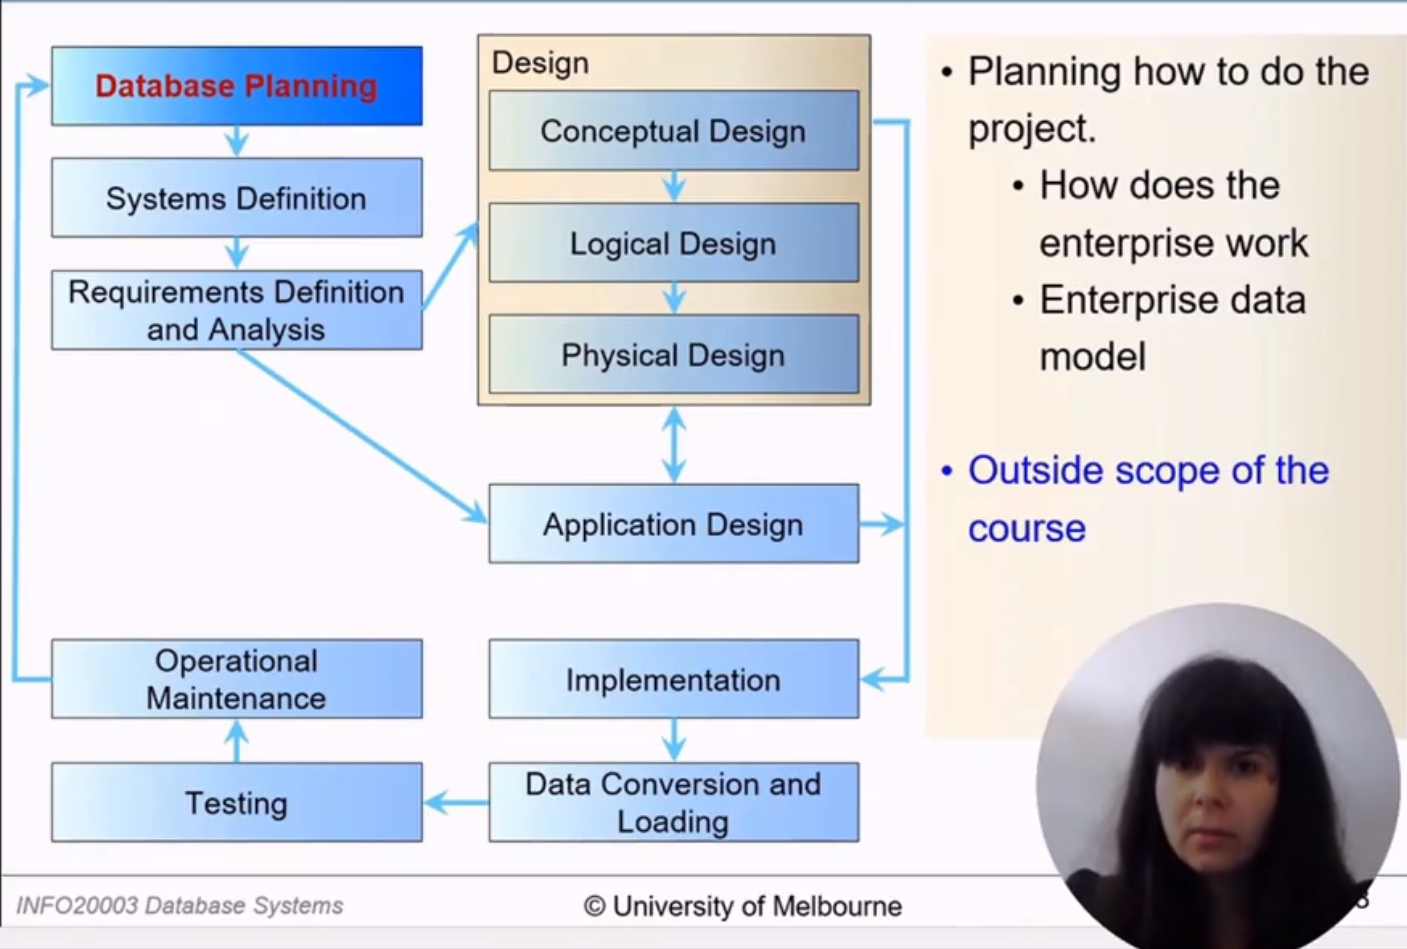 Database Planning
Systems Definition
Requirements Definition
and Analysis
Design
Conceptual Design
Logical Design
Physical Design
Application Design
Operational
Maintenance
Implementation
Testing
Data Conversion and
Loading
• Planning how to do the
project.
• How does the
enterprise work
• Enterprise data
model
• Outside scope of the
course
INFO20003 Database Systems
© University of Melbourne